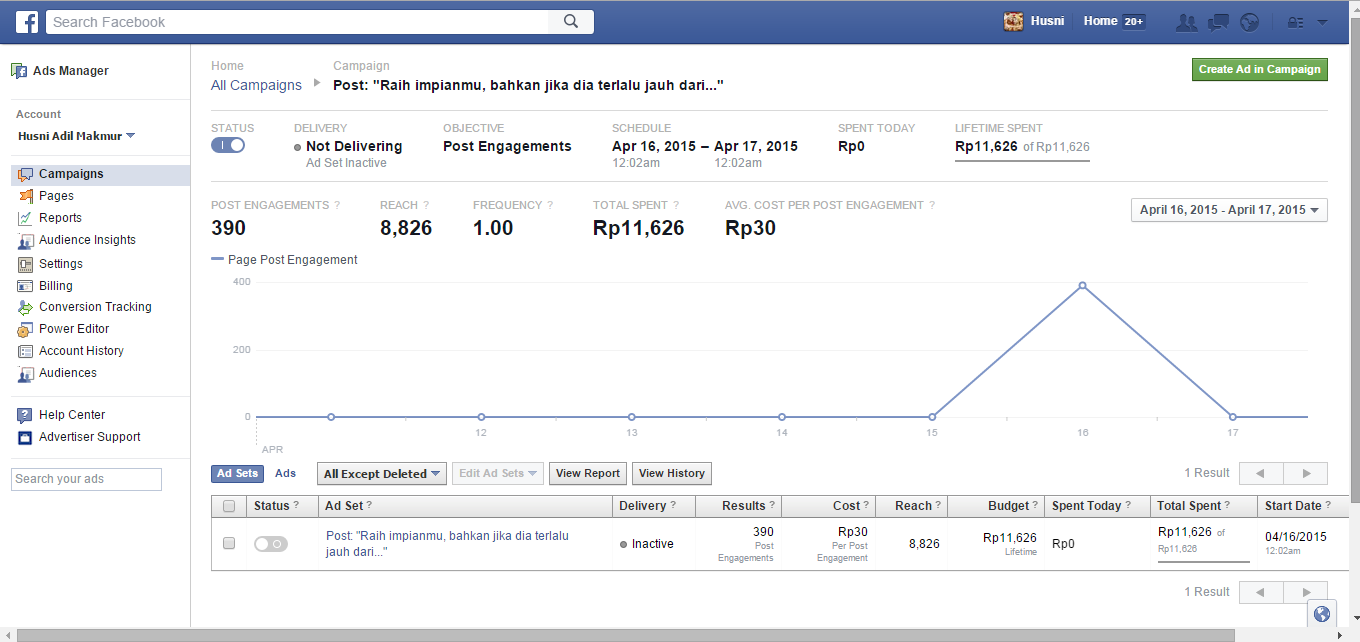 f Search Facebook Husni Home 20+
Ads Manager
Account
Husni Adil Makmur
Campaigns
Pages
Reports
Audience Insights
Settings
Billing
Conversion Tracking
Power Editor
Account History
Audiences
Help Center
Advertiser Support
Search your ads
Home Campaign
All Campaigns Post: "Raih impianmu, bahkan jika dia terlalu jauh dari..."
Create Ad in Campaign
STATUS DELIVERY OBJECTIVE SCHEDULE SPENT TODAY LIFETIME SPENT
Not Delivering Post Engagements Apr 16, 2015 – Apr 17, 2015 Rp0 Rp11,626 of Rp11,626
Ad Set Inactive 12:02am 12:02am
POST ENGAGEMENTS ? REACH ? FREQUENCY ? TOTAL SPENT ? AVG. COST PER POST ENGAGEMENT ?
390 8,826 1.00 Rp11,626 Rp30
April 16, 2015 - April 17, 2015
Page Post Engagement
400
200
0
12 13 14 15 16 17
APR
Ad Sets Ads All Except Deleted Edit Ad Sets View Report View History 1 Result
Status ? Ad Set ? Delivery ? Results ? Cost ? Reach ? Budget ? Spent Today ? Total Spent ? Start Date ?
Post: "Raih impianmu, bahkan jika dia terlalu
jauh dari..."
Inactive
390
Post
Engagements
Rp30
Per Post
Engagement
8,826
Rp11,626
Lifetime
Rp0
Rp11,626 of
Rp11,626
04/16/2015
12:02am
1 Result